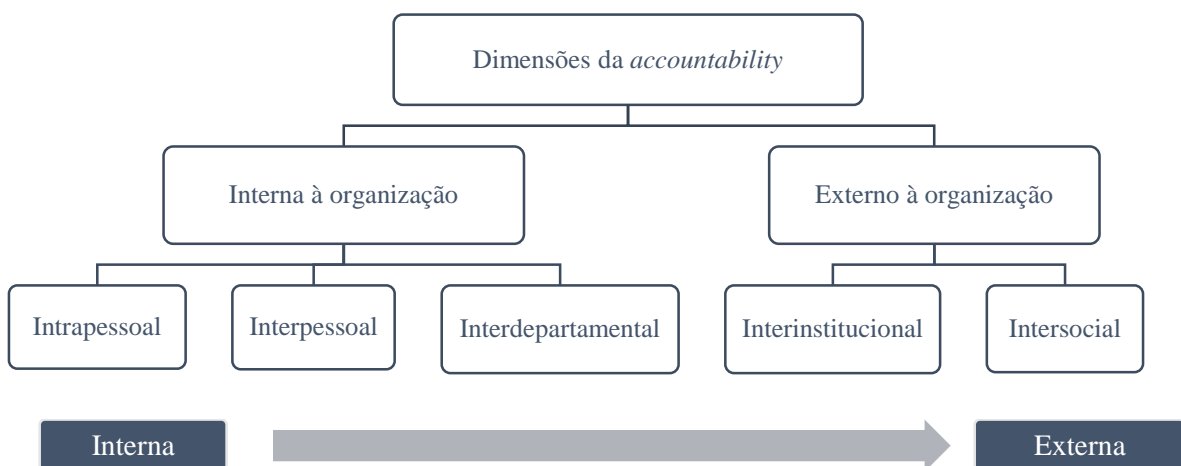 Dimensões da accountability
Interna à organização
Externo à organização
Intrapessoal
Interpessoal
Interdepartamental
Interinstitucional
Intersocial
Interna
Externa